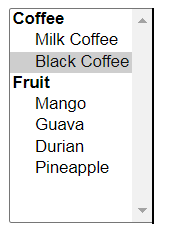 Coffee
Milk Coffee
Black Coffee
Fruit
Mango
Guava
Durian
Pineapple